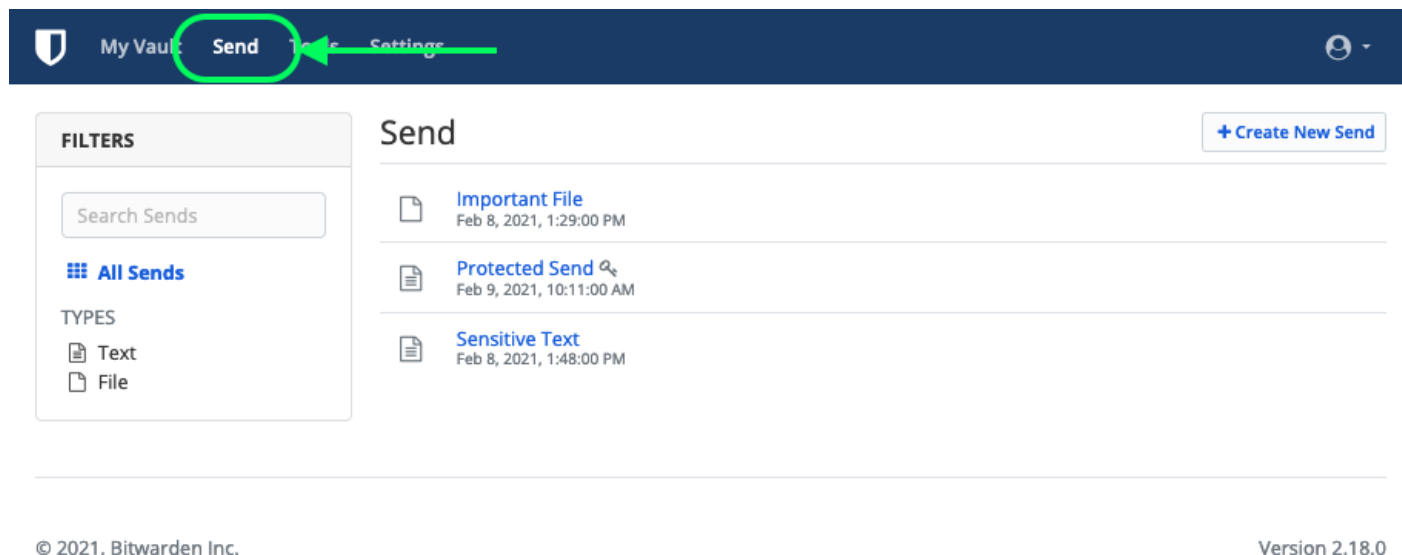 My Vault Send Tools Settings
FILTERS
Search Sends
All Sends
TYPES
Text
File
Send
+ Create New Send
Important File
Feb 8, 2021, 1:29:00 PM
Protected Send
Feb 9, 2021, 10:11:00 AM
Sensitive Text
Feb 8, 2021, 1:48:00 PM
© 2021, Bitwarden Inc.
Version 2.18.0